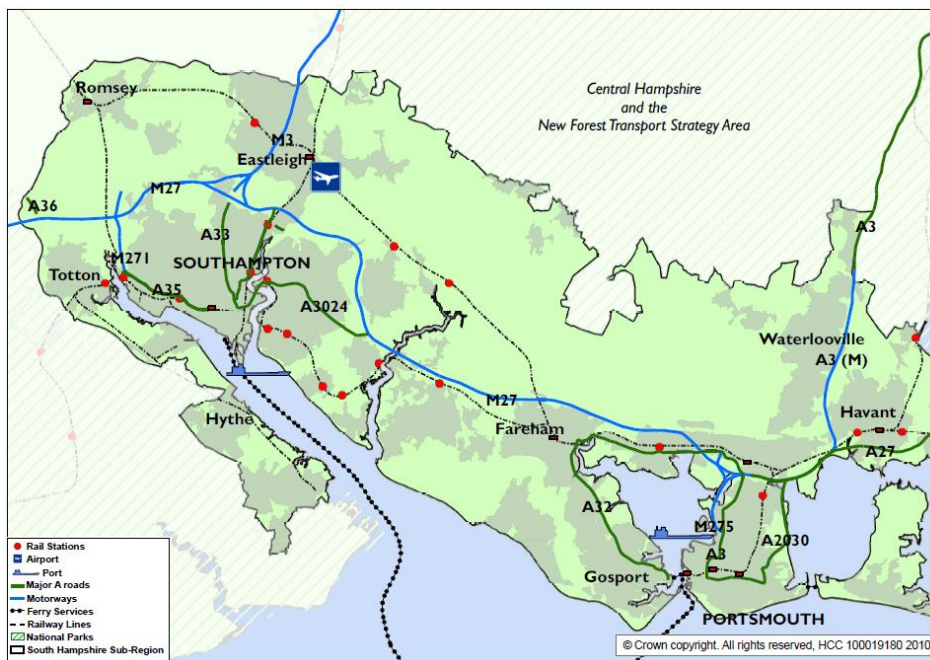 Central Hampshire
and the
New Forest Transport Strategy Area
Romsey
M3
Eastleigh
M27
A36
A33
A3
M271
SOUTHAMPTON
Totton
A35
A3024
Waterlooville
A3 (M)
M27
Hythe
Havant
Fareham
A27
A32
M275
A3
A2030
Gosport
PORTSMOUTH
Rail Stations
Airport
Port
Major A roads
Motorways
Ferry Services
Railway Lines
National Parks
South Hampshire Sub-Region
© Crown copyright. All rights reserved, HCC 100019180 2010